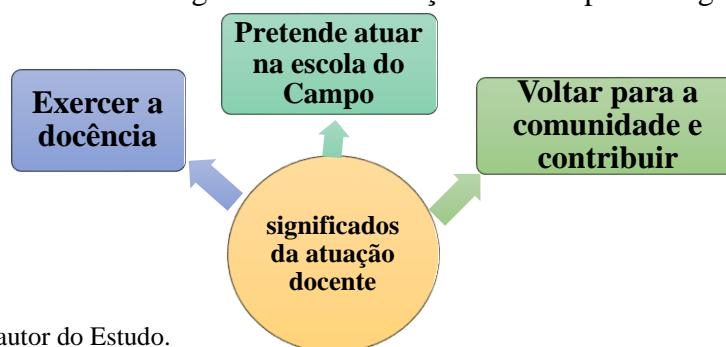 Pretende atuar
na escola do
Campo
Exercer a
docência
Voltar para a
comunidade e
contribuir
significados
da atuação
docente
autor do Estudo.